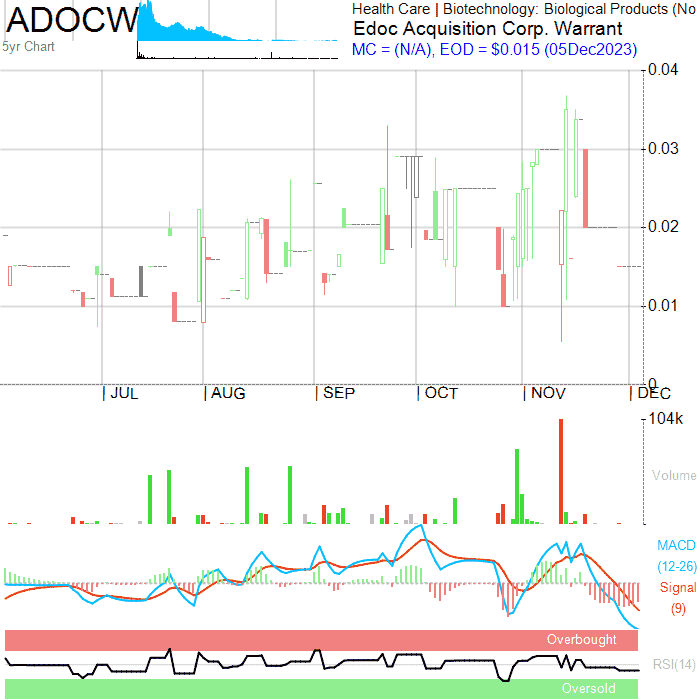 ADOCW
5yr Chart
Health Care | Biotechnology: Biological Products (No
Edoc Acquisition Corp. Warrant
MC = (N/A), EOD = $0.015 (05Dec2023)
0.04
0.03
0.02
0.01
0
| JUL | AUG | SEP | OCT | NOV | DEC
104k
Volume
MACD
(12-26)
Signal
(9)
Overbought
RSI(14)
Oversold